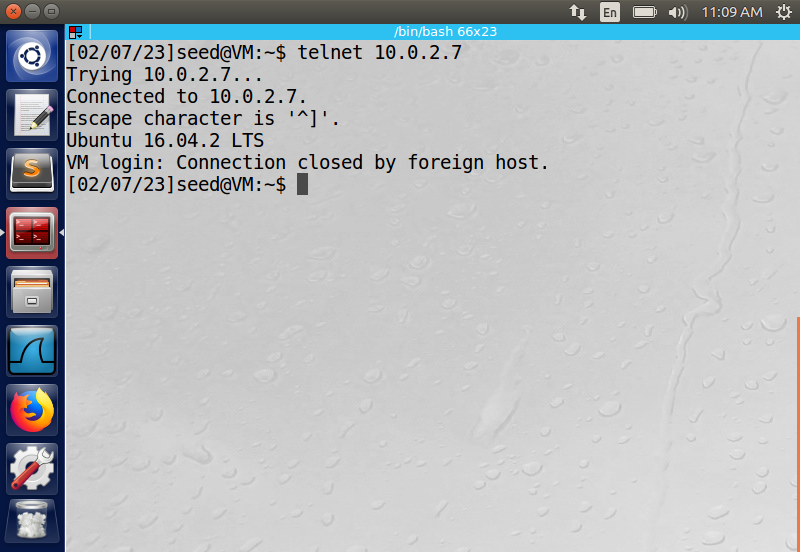 En
11:09 AM
/bin/bash 66x23
[02/07/23]seed@VM:~$ telnet 10.0.2.7
Trying 10.0.2.7...
Connected to 10.0.2.7.
Escape character is '^]'.
Ubuntu 16.04.2 LTS
VM login: Connection closed by foreign host.
[02/07/23]seed@VM:~$
S